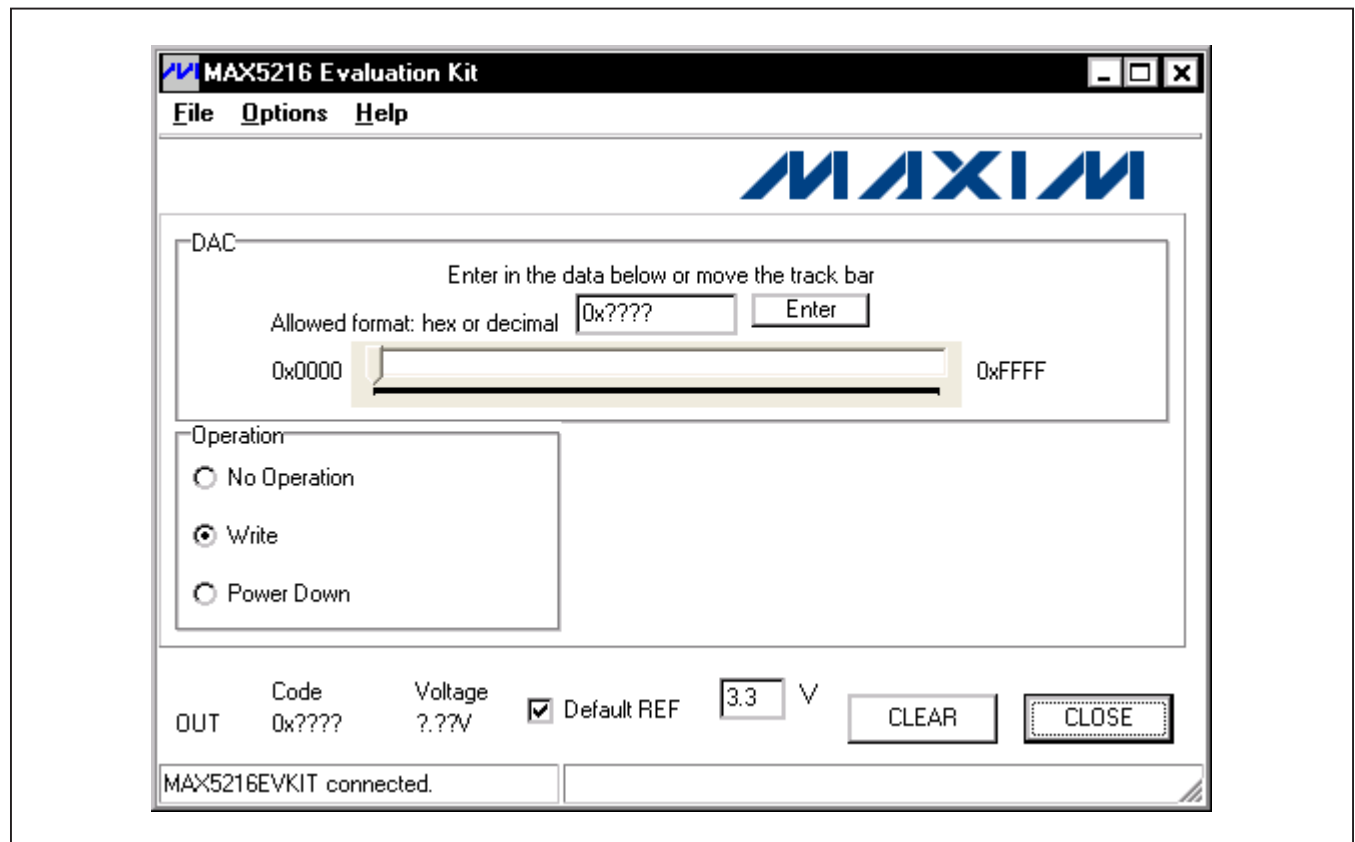 MAX5216 Evaluation Kit
File Options Help
MAXIM
DAC
Enter in the data below or move the track bar
Allowed format: hex or decimal 0x???? Enter
0x0000 0xFFFF
Operation
No Operation
Write
Power Down
Code Voltage
OUT 0x???? ?.??V Default REF 3.3 V CLEAR CLOSE
MAX5216EVKIT connected.